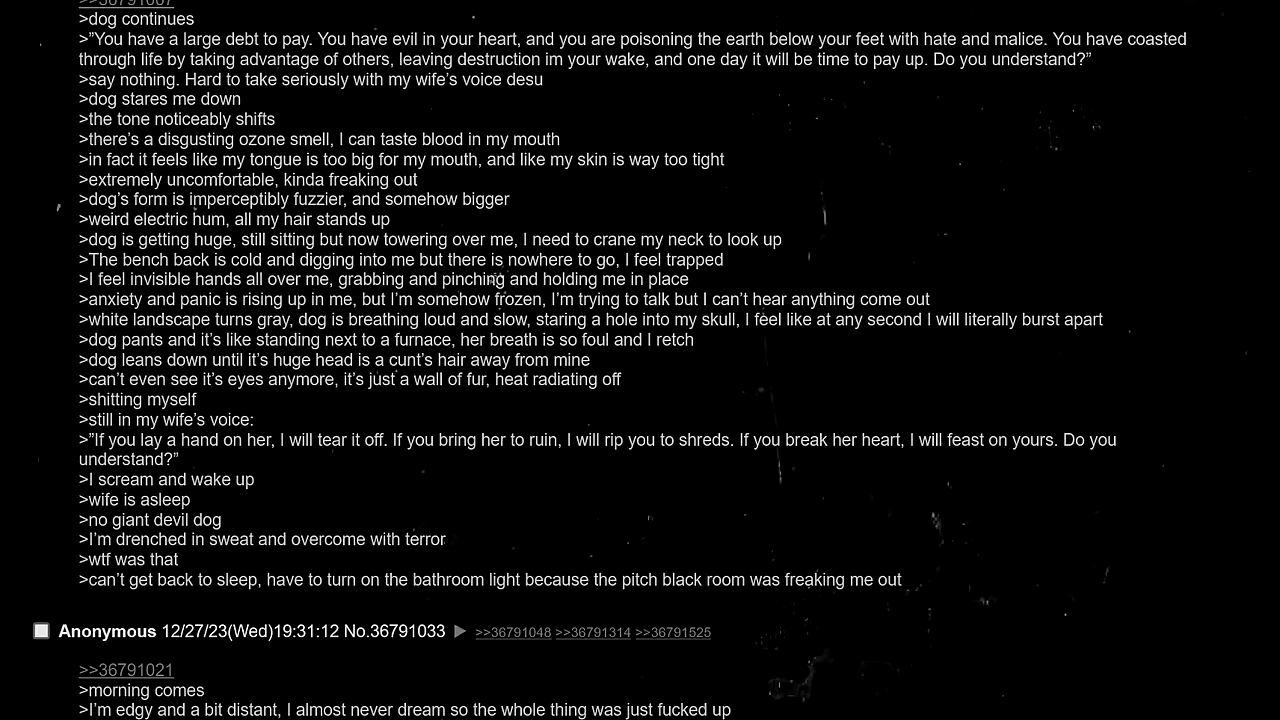 >>36791007
>dog continues
>”You have a large debt to pay. You have evil in your heart, and you are poisoning the earth below your feet with hate and malice. You have coasted
through life by taking advantage of others, leaving destruction im your wake, and one day it will be time to pay up. Do you understand?”
>say nothing. Hard to take seriously with my wife’s voice desu
>dog stares me down
>the tone noticeably shifts
>there’s a disgusting ozone smell, I can taste blood in my mouth
>in fact it feels like my tongue is too big for my mouth, and like my skin is way too tight
>extremely uncomfortable, kinda freaking out
>dog’s form is imperceptibly fuzzier, and somehow bigger
>weird electric hum, all my hair stands up
>dog is getting huge, still sitting but now towering over me, I need to crane my neck to look up
>The bench back is cold and digging into me but there is nowhere to go, I feel trapped
>I feel invisible hands all over me, grabbing and pinching and holding me in place
>anxiety and panic is rising up in me, but I’m somehow frozen, I’m trying to talk but I can’t hear anything come out
>white landscape turns gray, dog is breathing loud and slow, staring a hole into my skull, I feel like at any second I will literally burst apart
>dog pants and it’s like standing next to a furnace, her breath is so foul and I retch
>dog leans down until it’s huge head is a cunt’s hair away from mine
>can’t even see it’s eyes anymore, it’s just a wall of fur, heat radiating off
>shitting myself
>still in my wife’s voice:
>”If you lay a hand on her, I will tear it off. If you bring her to ruin, I will rip you to shreds. If you break her heart, I will feast on yours. Do you
understand?”
>I scream and wake up
>wife is asleep
>no giant devil dog
>I’m drenched in sweat and overcome with terror
>wtf was that
>can’t get back to sleep, have to turn on the bathroom light because the pitch black room was freaking me out
Anonymous 12/27/23(Wed)19:31:12 No.36791033 ▶ >>36791048 >>36791314 >>36791525
>>36791021
>morning comes
>I’m edgy and a bit distant, I almost never dream so the whole thing was just fucked up